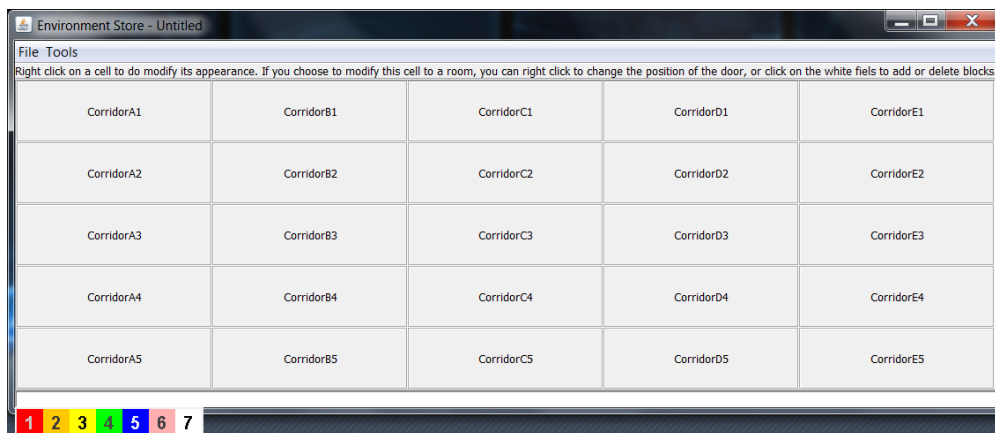 Environment Store - Untitled
File Tools
Right click on a cell to do modify its appearance. If you choose to modify this cell to a room, you can right click to change the position of the door, or click on the white fiels to add or delete blocks
CorridorA1 CorridorB1 CorridorC1 CorridorD1 CorridorE1
CorridorA2 CorridorB2 CorridorC2 CorridorD2 CorridorE2
CorridorA3 CorridorB3 CorridorC3 CorridorD3 CorridorE3
CorridorA4 CorridorB4 CorridorC4 CorridorD4 CorridorE4
CorridorA5 CorridorB5 CorridorC5 CorridorD5 CorridorE5
1 2 3 4 5 6 7